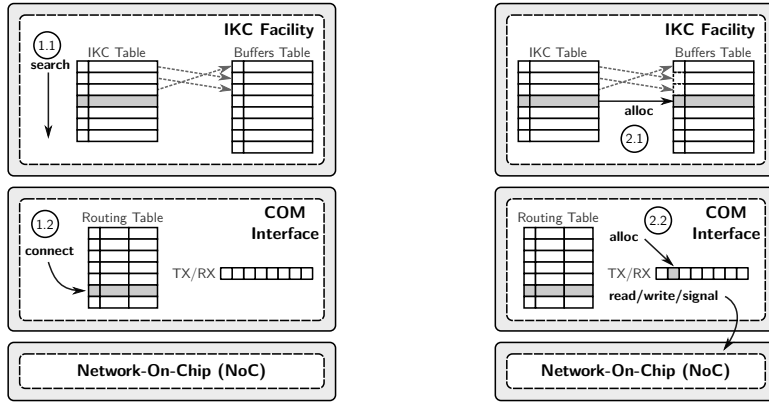 IKC Facility
1.1
search
IKC Table
Buffers Table
COM
Interface
1.2
connect
Routing Table
TX/RX
Network-On-Chip (NoC)
IKC Facility
IKC Table
Buffers Table
alloc
2.1
COM
Interface
Routing Table
2.2
alloc
TX/RX
read/write/signal
Network-On-Chip (NoC)